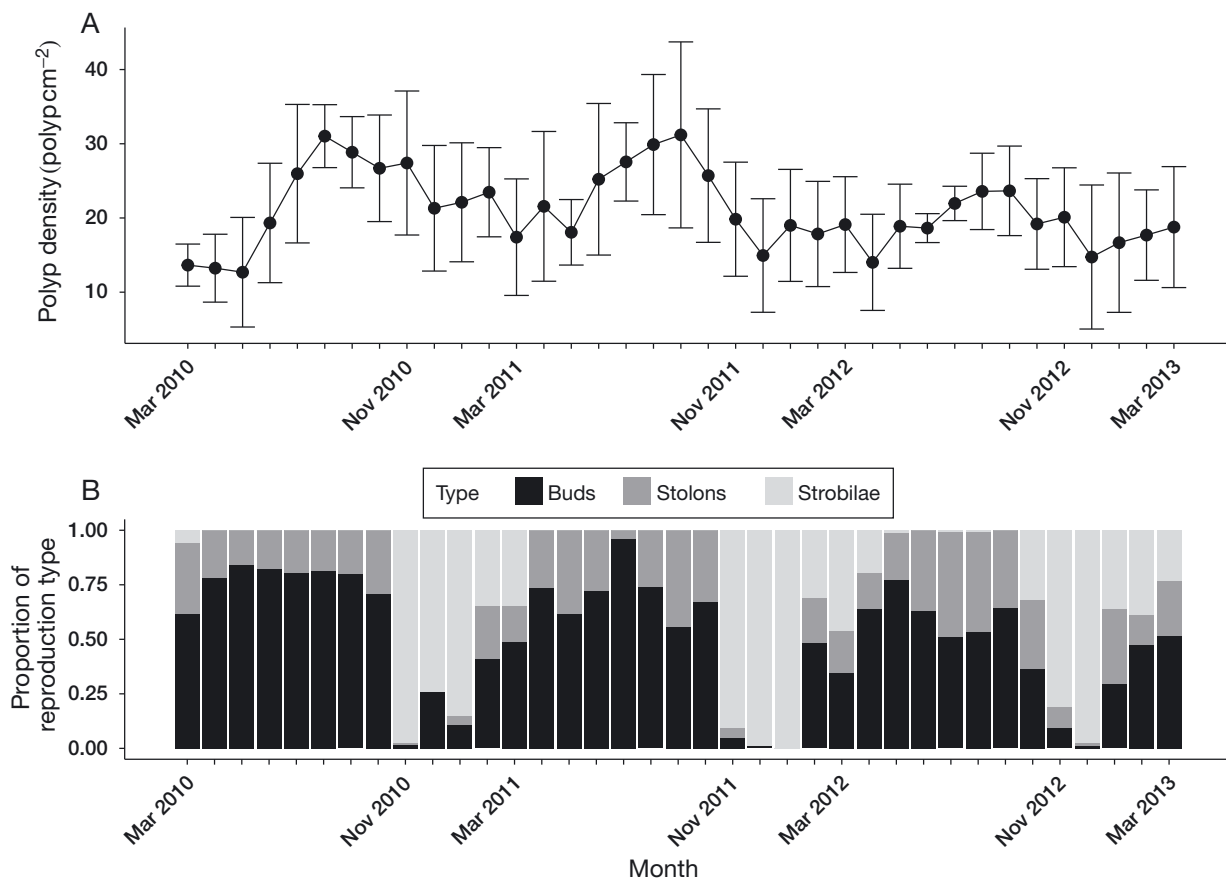 A
Polyp density (polyp cm⁻²)
40
30
20
10
Mar 2010
Nov 2010
Mar 2011
Nov 2011
Mar 2012
Nov 2012
Mar 2013
B
Type Buds Stolons Strobilae
Proportion of
reproduction type
1.00
0.75
0.50
0.25
0.00
Mar 2010
Nov 2010
Mar 2011
Nov 2011
Mar 2012
Nov 2012
Mar 2013
Month